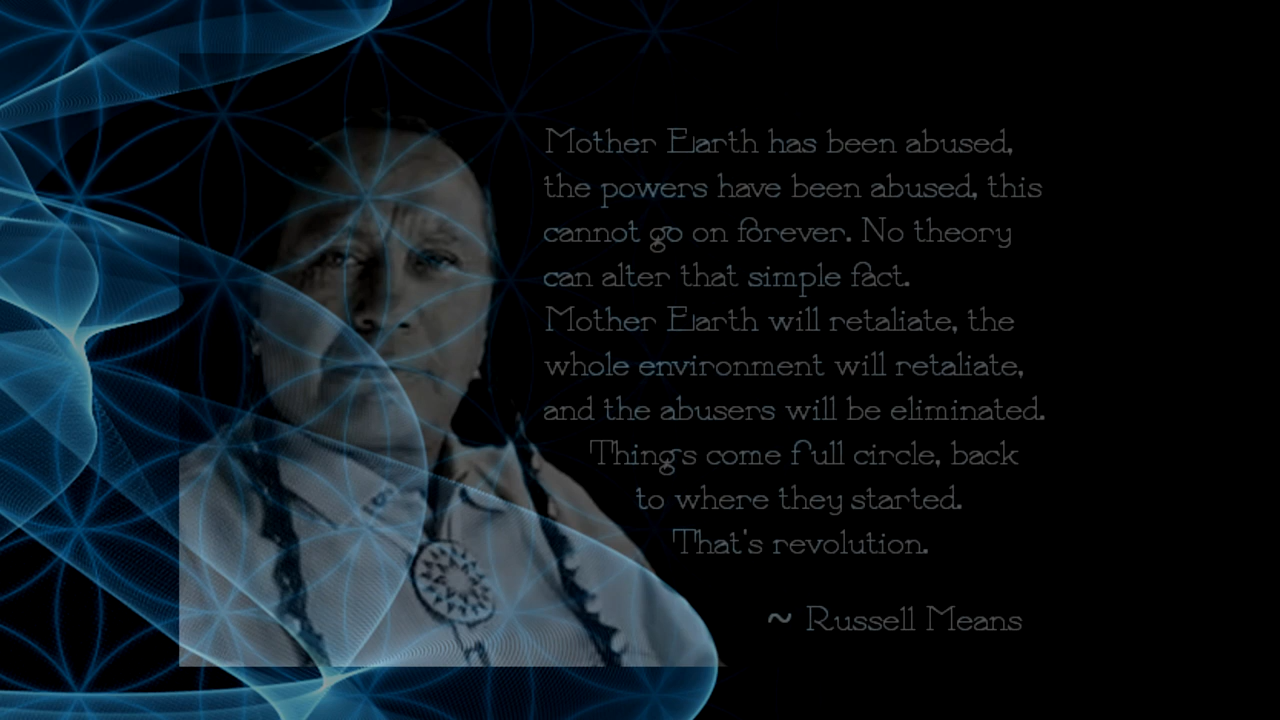 Mother Earth has been abused,
the powers have been abused, this
cannot go on forever. No theory
can alter that simple fact.
Mother Earth will retaliate, the
whole environment will retaliate,
and the abusers will be eliminated.
Things come full circle, back
to where they started.
That's revolution.
~ Russell Means